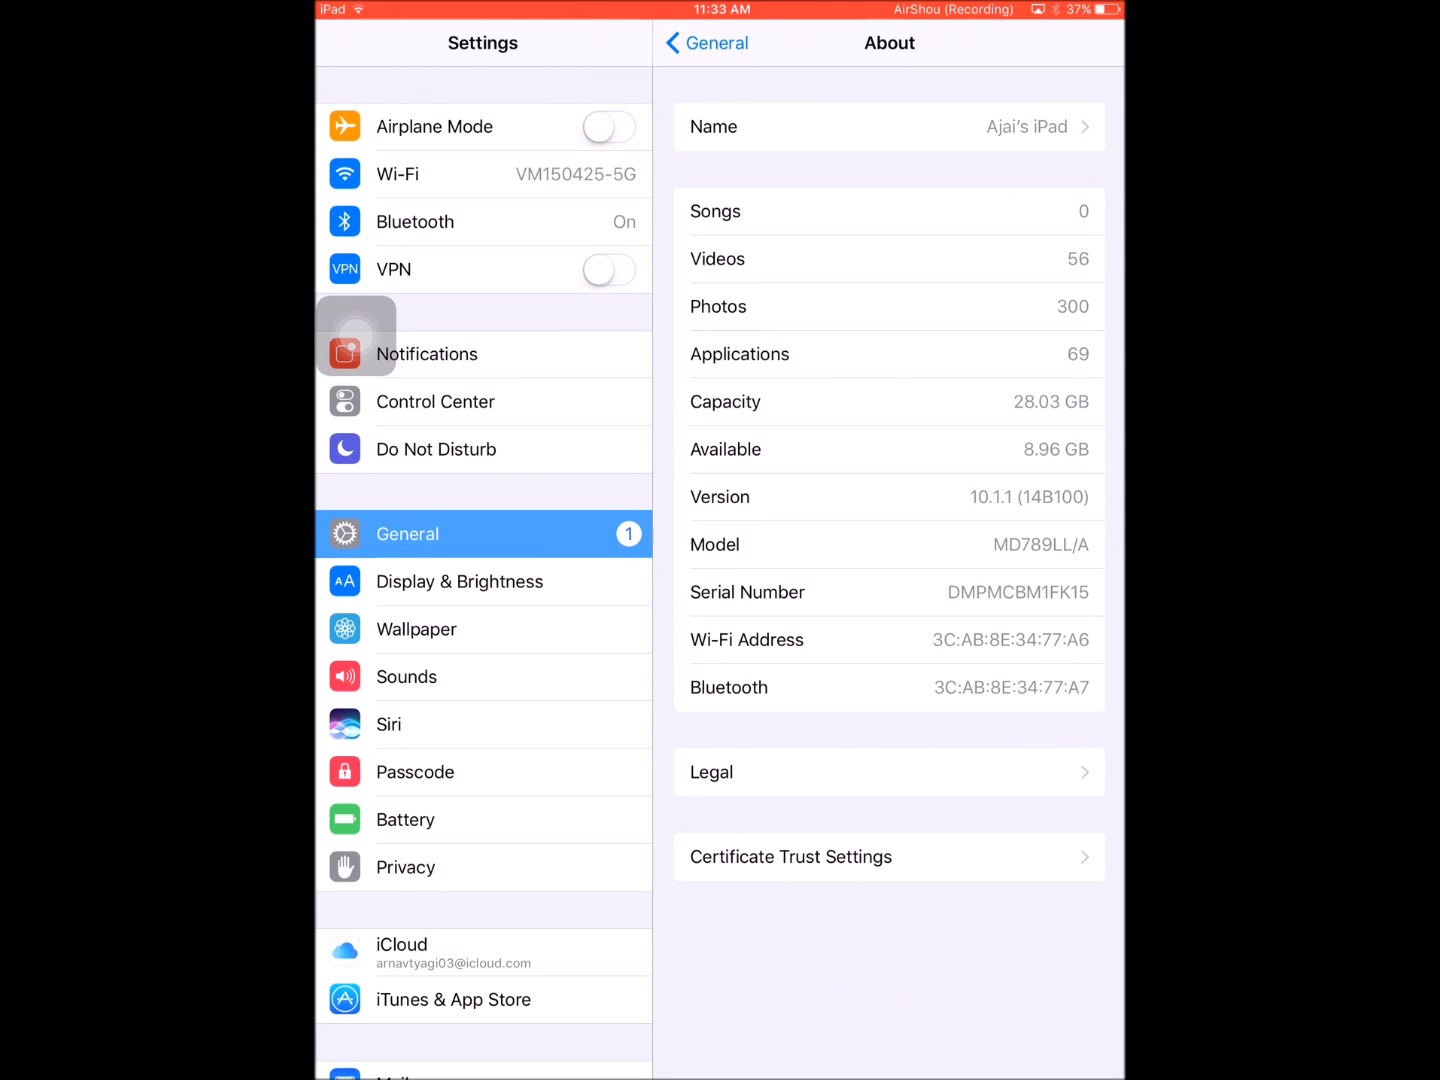 iPad
11:33 AM
AirShou (Recording)
37%
Settings
General
About
Airplane Mode
Wi-Fi
VM150425-5G
Bluetooth
On
VPN
VPN
Notifications
Control Center
Do Not Disturb
General
1
AA
Display & Brightness
Wallpaper
Sounds
Siri
Passcode
Battery
Privacy
iCloud
arnavtyagi03@icloud.com
iTunes & App Store
Name
Ajai's iPad
Songs
0
Videos
56
Photos
300
Applications
69
Capacity
28.03 GB
Available
8.96 GB
Version
10.1.1 (14B100)
Model
MD789LL/A
Serial Number
DMPMCBM1FK15
Wi-Fi Address
3C:AB:8E:34:77:A6
Bluetooth
3C:AB:8E:34:77:A7
Legal
Certificate Trust Settings